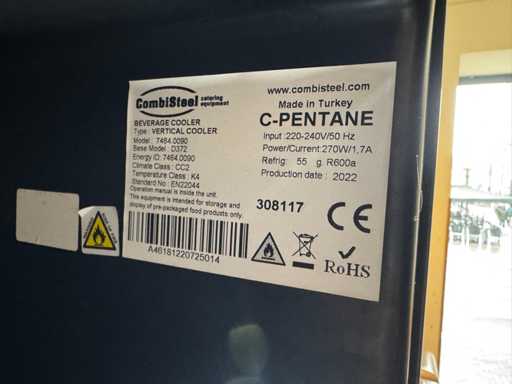 CombiSteel catering equipment
BEVERAGE COOLER
Type : VERTICAL COOLER
Model : 7464.0090
Base Model : D372
Energy ID : 7464.0090
Climate Class : CC2
Temperature Class : K4
Standard No : EN22044
Operation manual is inside the unit.
This equipment is intended for storage and
display of pre-packaged food products only.
A46181220725014
www.combisteel.com
Made in Turkey
C-PENTANE
Input :220-240V/50 Hz
Power/Current:270W/1,7A
Refrig: 55 g. R600a
Production date : 2022
308117
CE
RoHS